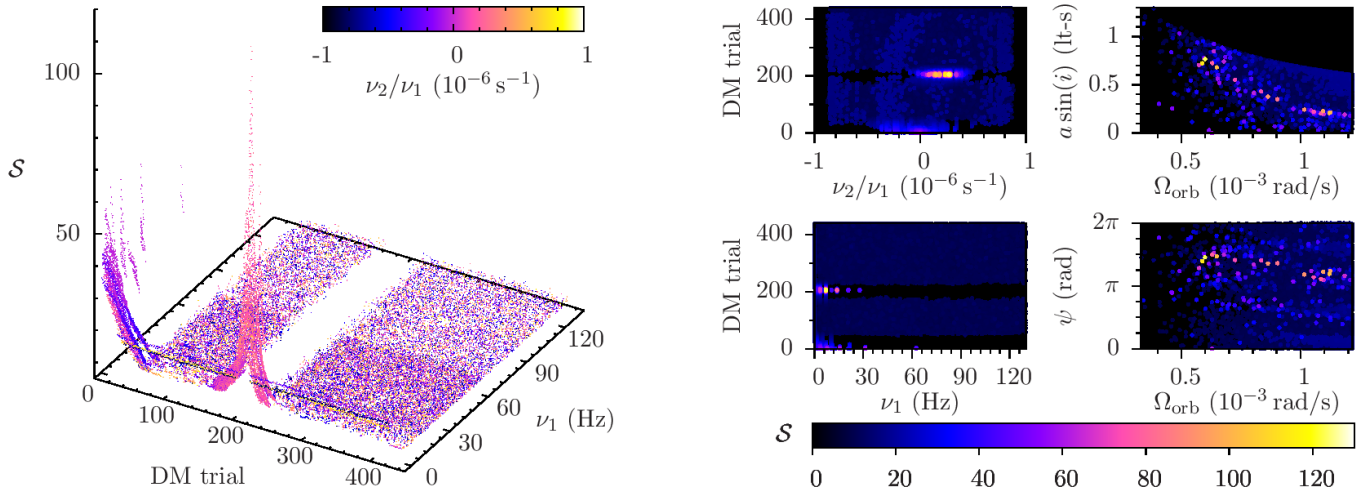 -1 0 1
ν₂/ν₁ (10⁻⁶ s⁻¹)
S
100
50
0
100
200
300
400
DM trial
0
30
60
90
120
ν₁ (Hz)
DM trial
400
200
0
-1 0 1
ν₂/ν₁ (10⁻⁶ s⁻¹)
a sin(i) (lt-s)
1
0.5
0
0.5 1
Ω_orb (10⁻³ rad/s)
DM trial
400
200
0
0 30 60 90 120
ν₁ (Hz)
ψ (rad)
2π
π
0
0.5 1
Ω_orb (10⁻³ rad/s)
S
0 20 40 60 80 100 120